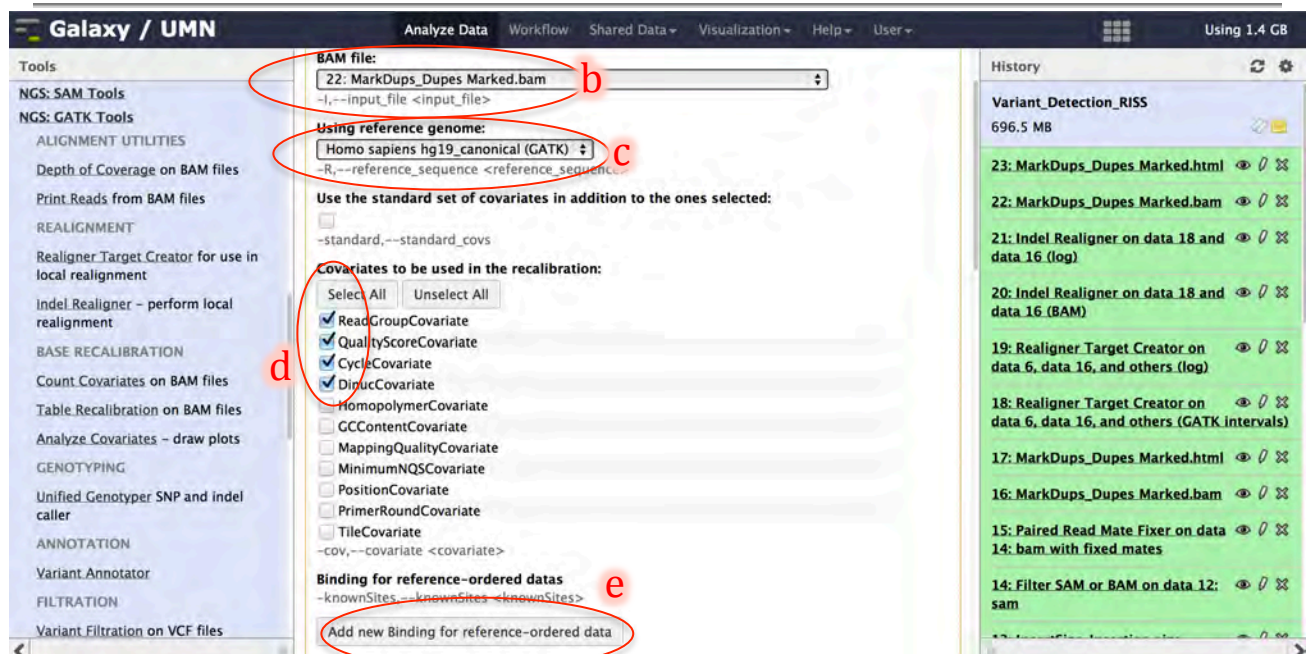 Galaxy / UMN
Analyze Data Workflow Shared Data Visualization Help User
Using 1.4 GB
Tools
NGS: SAM Tools
NGS: GATK Tools
ALIGNMENT UTILITIES
Depth of Coverage on BAM files
Print Reads from BAM files
REALIGNMENT
Realigner Target Creator for use in
local realignment
Indel Realigner - perform local
realignment
BASE RECALIBRATION
Count Covariates on BAM files
Table Recalibration on BAM files
Analyze Covariates - draw plots
GENOTYPING
Unified Genotyper SNP and indel
caller
ANNOTATION
Variant Annotator
FILTRATION
Variant Filtration on VCF files
BAM file:
22: MarkDups_Dupes Marked.bam
b
-I,--input_file <input_file>
Using reference genome:
Homo sapiens hg19_canonical (GATK)
c
-R,--reference_sequence <reference_sequence>
Use the standard set of covariates in addition to the ones selected:
-standard,--standard_covs
Covariates to be used in the recalibration:
Select All Unselect All
d
ReadGroupCovariate
QualityScoreCovariate
CycleCovariate
DinucCovariate
HomopolymerCovariate
GCContentCovariate
MappingQualityCovariate
MinimumNQSCovariate
PositionCovariate
PrimerRoundCovariate
TileCovariate
-cov,--covariate <covariate>
Binding for reference-ordered datas
e
-knownSites,--knownSites <knownSites>
Add new Binding for reference-ordered data
History
Variant_Detection_RISS
696.5 MB
23: MarkDups_Dupes Marked.html
22: MarkDups_Dupes Marked.bam
21: Indel Realigner on data 18 and
data 16 (log)
20: Indel Realigner on data 18 and
data 16 (BAM)
19: Realigner Target Creator on
data 6, data 16, and others (log)
18: Realigner Target Creator on
data 6, data 16, and others (GATK intervals)
17: MarkDups_Dupes Marked.html
16: MarkDups_Dupes Marked.bam
15: Paired Read Mate Fixer on data
14: bam with fixed mates
14: Filter SAM or BAM on data 12:
sam